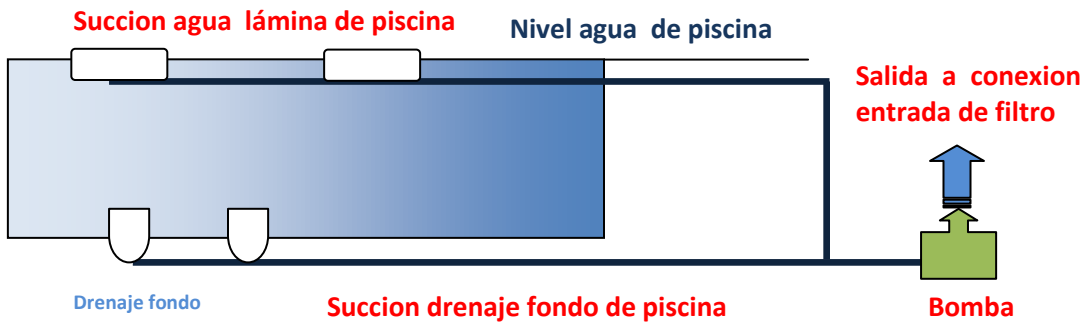 Succion agua lámina de piscina
Nivel agua de piscina
Salida a conexion
entrada de filtro
Drenaje fondo
Succion drenaje fondo de piscina
Bomba